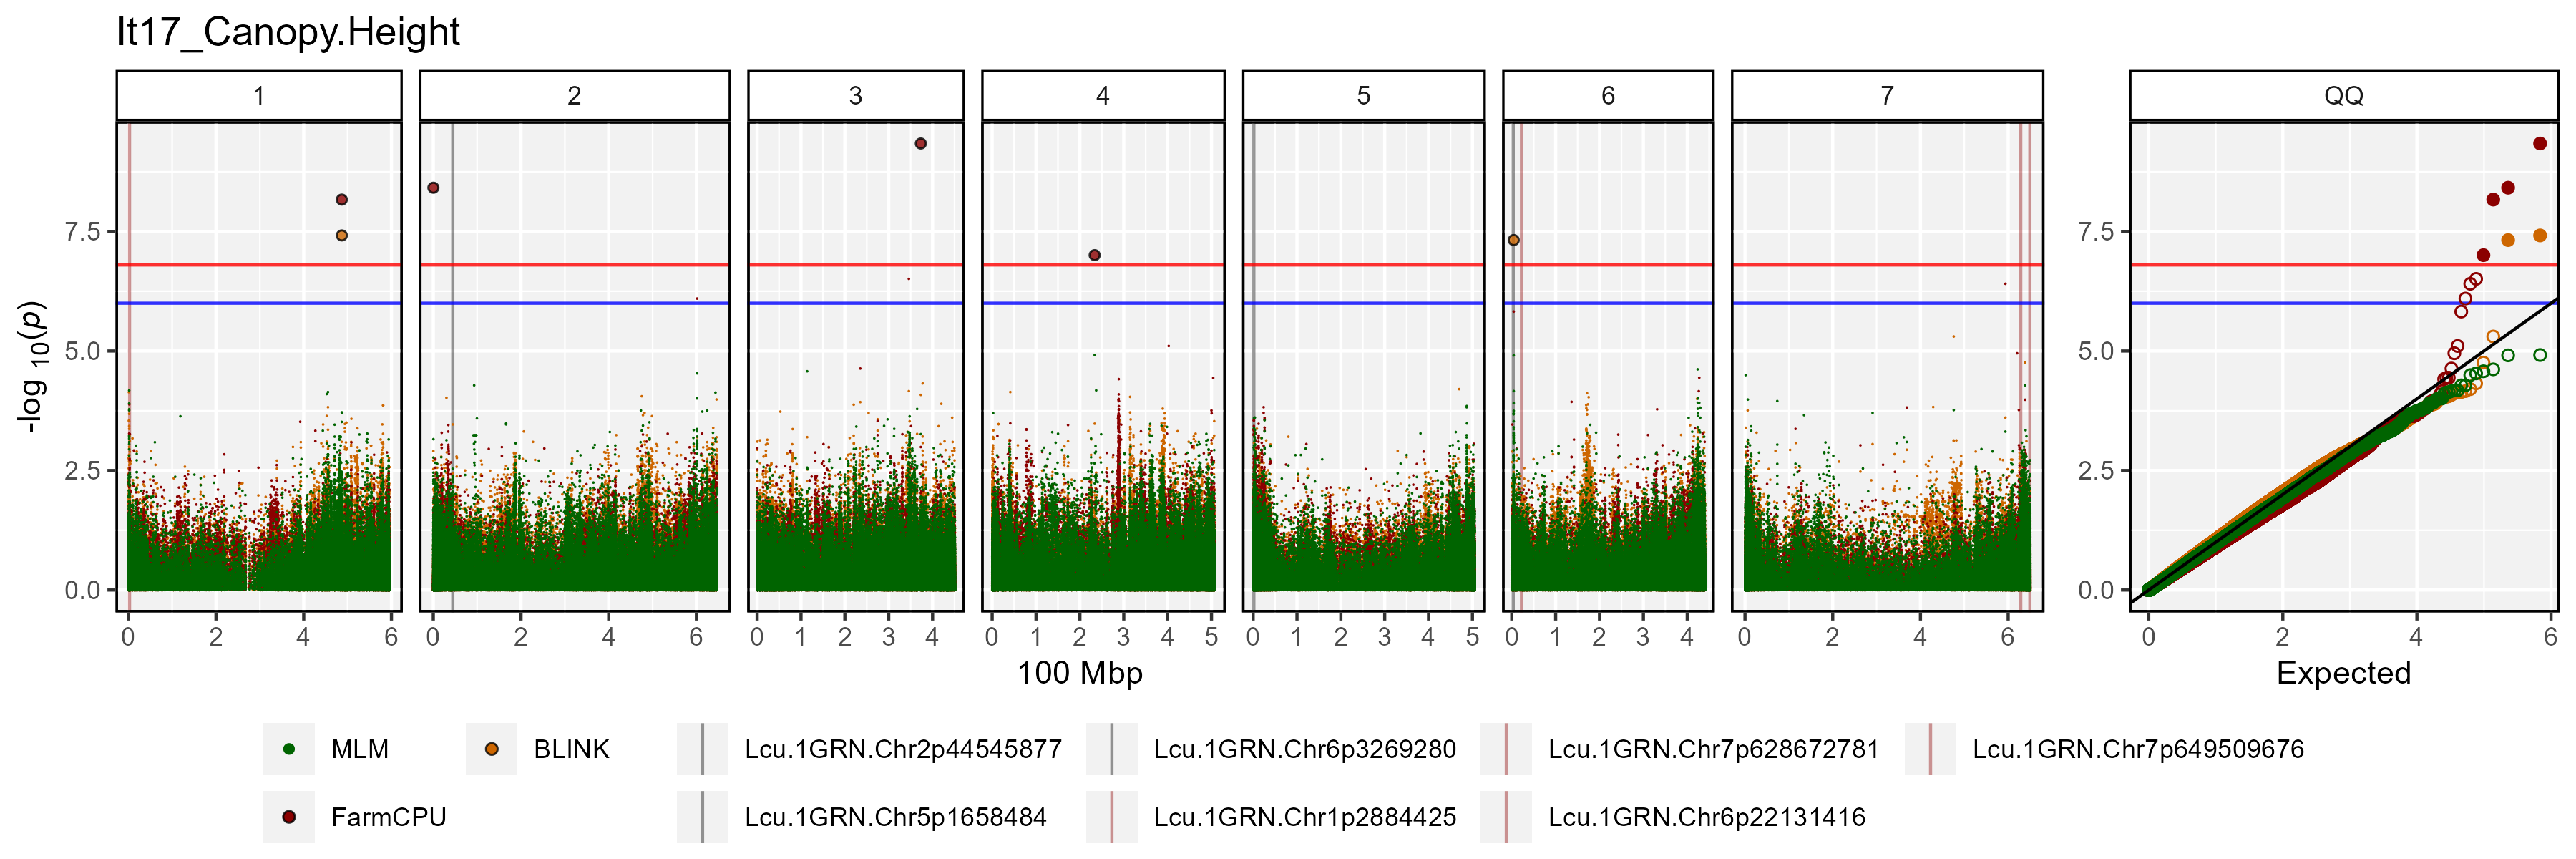 It17_Canopy.Height
1 2 3 4 5 6 7 QQ
-log 10(p)
7.5
5.0
2.5
0.0
7.5
5.0
2.5
0.0
0 2 4 6 0 2 4 6 0 1 2 3 4 0 1 2 3 4 5 0 1 2 3 4 5 0 1 2 3 4 0 2 4 6 0 2 4 6
100 Mbp Expected
MLM BLINK Lcu.1GRN.Chr2p44545877 Lcu.1GRN.Chr6p3269280 Lcu.1GRN.Chr7p628672781 Lcu.1GRN.Chr7p649509676
FarmCPU Lcu.1GRN.Chr5p1658484 Lcu.1GRN.Chr1p2884425 Lcu.1GRN.Chr6p22131416